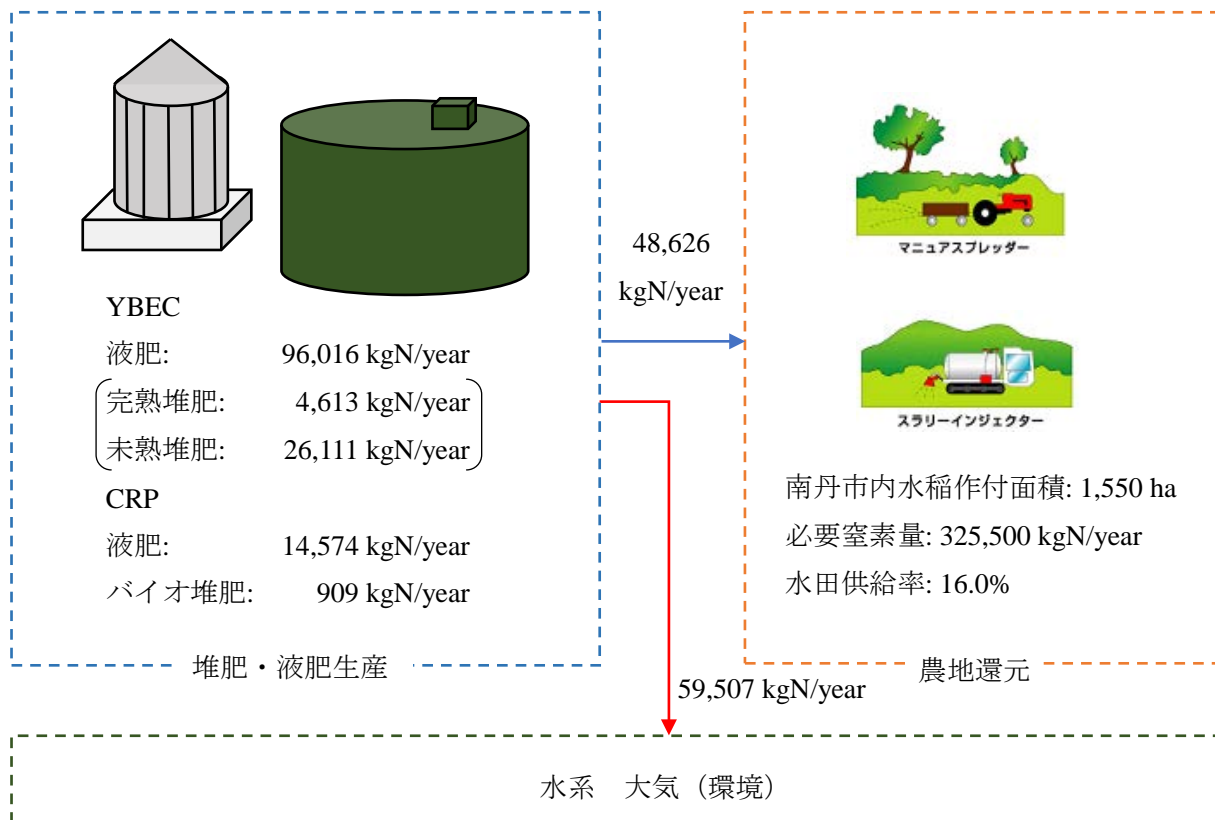 YBEC
液肥: 96,016 kgN/year
完熟堆肥: 4,613 kgN/year
未熟堆肥: 26,111 kgN/year
CRP
液肥: 14,574 kgN/year
バイオ堆肥: 909 kgN/year
堆肥・液肥生産
48,626
kgN/year
59,507 kgN/year
マニュアスプレッダー
スラリーインジェクター
南丹市内水稲作付面積: 1,550 ha
必要窒素量: 325,500 kgN/year
水田供給率: 16.0%
農地還元
水系 大気（環境）